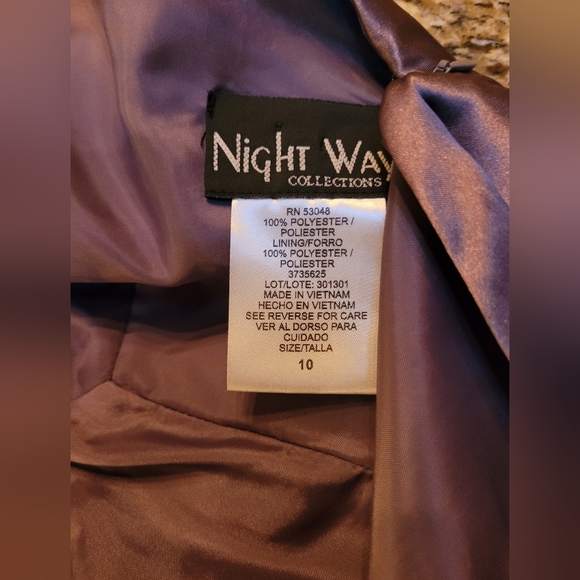 Night Way
COLLECTIONS
RN 53048
100% POLYESTER /
POLIESTER
LINING/FORRO
100% POLYESTER /
POLIESTER
3735625
LOT/LOTE: 301301
MADE IN VIETNAM
HECHO EN VIETNAM
SEE REVERSE FOR CARE
VER AL DORSO PARA
CUIDADO
SIZE/TALLA
10